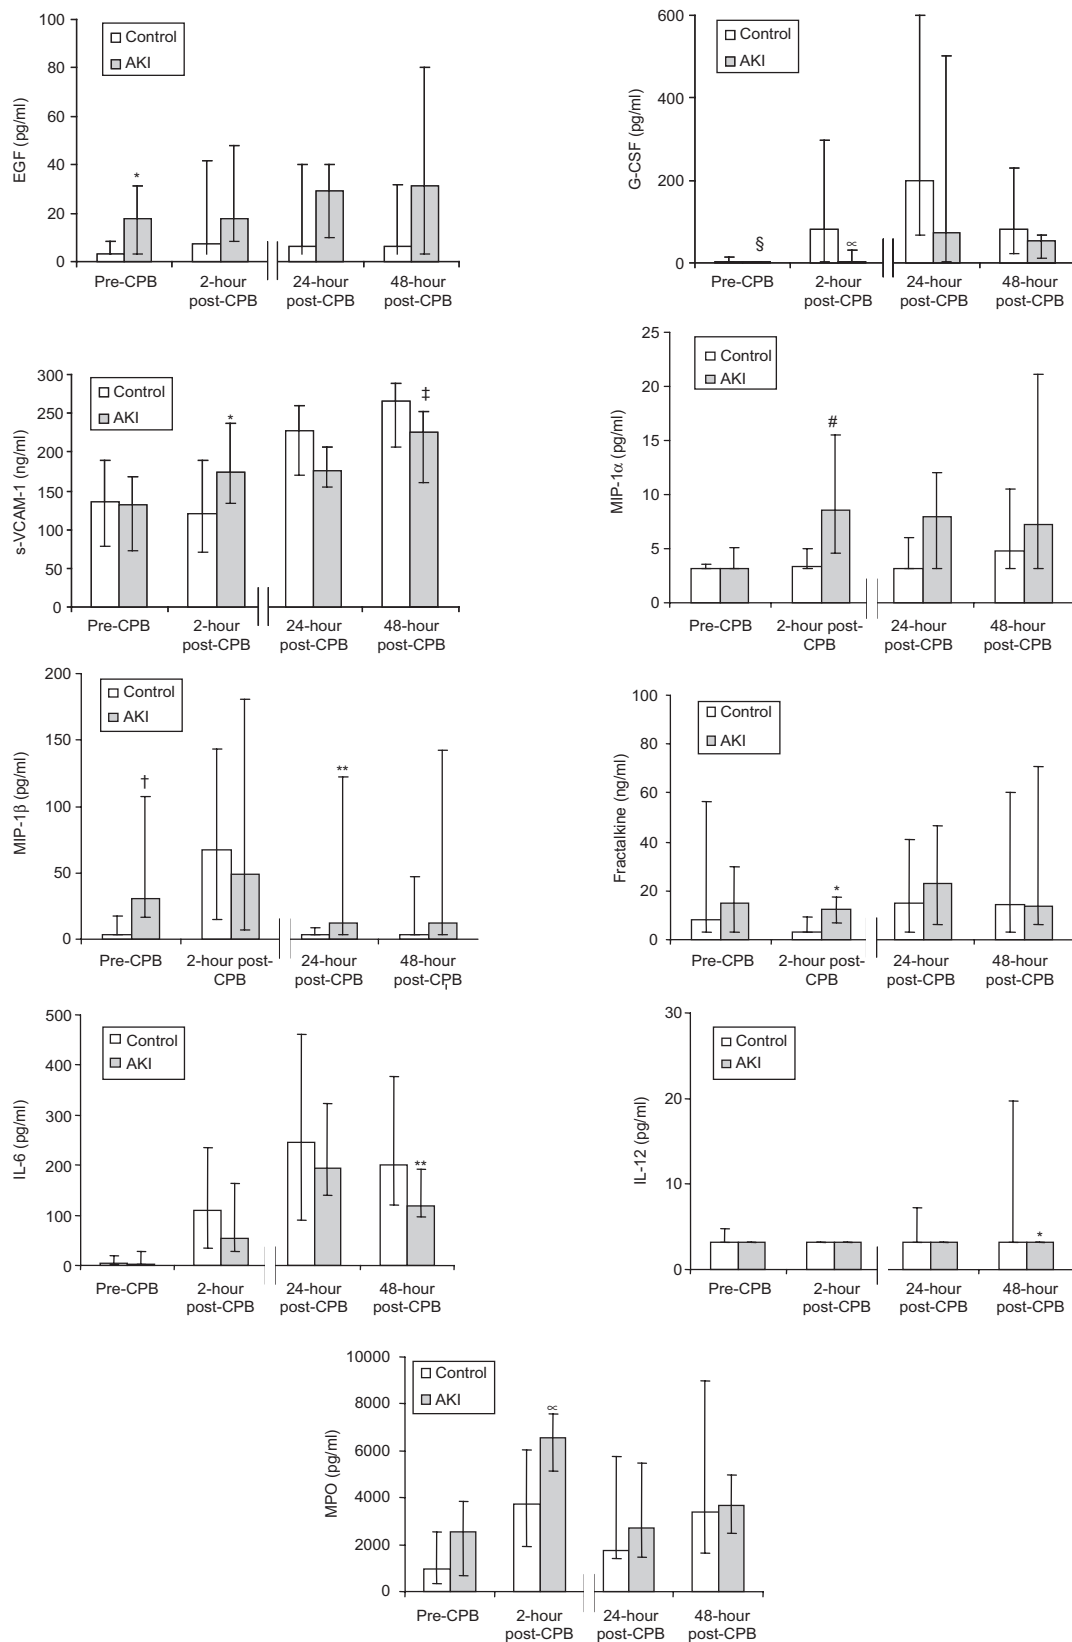 EGF (pg/ml)
100
80
60
40
20
0
Control
AKI
*
Pre-CPB
2-hour
post-CPB
24-hour
post-CPB
48-hour
post-CPB
G-CSF (pg/ml)
600
400
200
0
Control
AKI
§
∝
Pre-CPB
2-hour
post-CPB
24-hour
post-CPB
48-hour
post-CPB
s-VCAM-1 (ng/ml)
300
250
200
150
100
50
0
Control
AKI
*
‡
Pre-CPB
2-hour
post-CPB
24-hour
post-CPB
48-hour
post-CPB
MIP-1α (pg/ml)
25
20
15
10
5
0
Control
AKI
#
Pre-CPB
2-hour post-
CPB
24-hour
post-CPB
48-hour
post-CPB
MIP-1β (pg/ml)
200
150
100
50
0
Control
AKI
†
**
Pre-CPB
2-hour post-
CPB
24-hour
post-CPB
48-hour
post-CPB
Fractalkine (ng/ml)
100
80
60
40
20
0
Control
AKI
*
Pre-CPB
2-hour post-
CPB
24-hour
post-CPB
48-hour
post-CPB
IL-6 (pg/ml)
500
400
300
200
100
0
Control
AKI
**
Pre-CPB
2-hour
post-CPB
24-hour
post-CPB
48-hour
post-CPB
IL-12 (pg/ml)
30
20
10
0
Control
AKI
*
Pre-CPB
2-hour
post-CPB
24-hour
post-CPB
48-hour
post-CPB
MPO (pg/ml)
10000
8000
6000
4000
2000
0
Control
AKI
∝
Pre-CPB
2-hour
post-CPB
24-hour
post-CPB
48-hour
post-CPB